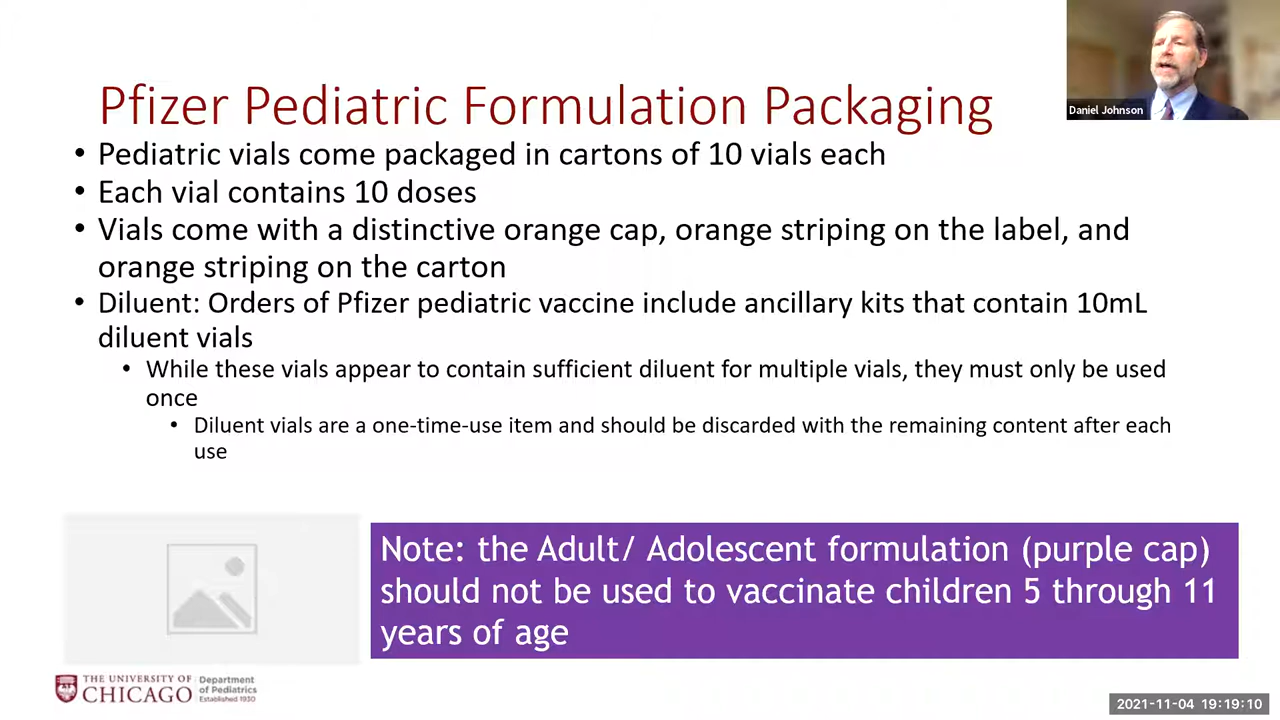 Daniel Johnson
Pfizer Pediatric Formulation Packaging
• Pediatric vials come packaged in cartons of 10 vials each
• Each vial contains 10 doses
• Vials come with a distinctive orange cap, orange striping on the label, and
orange striping on the carton
• Diluent: Orders of Pfizer pediatric vaccine include ancillary kits that contain 10mL
diluent vials
• While these vials appear to contain sufficient diluent for multiple vials, they must only be used
once
• Diluent vials are a one-time-use item and should be discarded with the remaining content after each
use
Note: the Adult/ Adolescent formulation (purple cap)
should not be used to vaccinate children 5 through 11
years of age
THE UNIVERSITY OF
CHICAGO
Department
of Pediatrics
Established 1930
2021-11-04 19:19:10